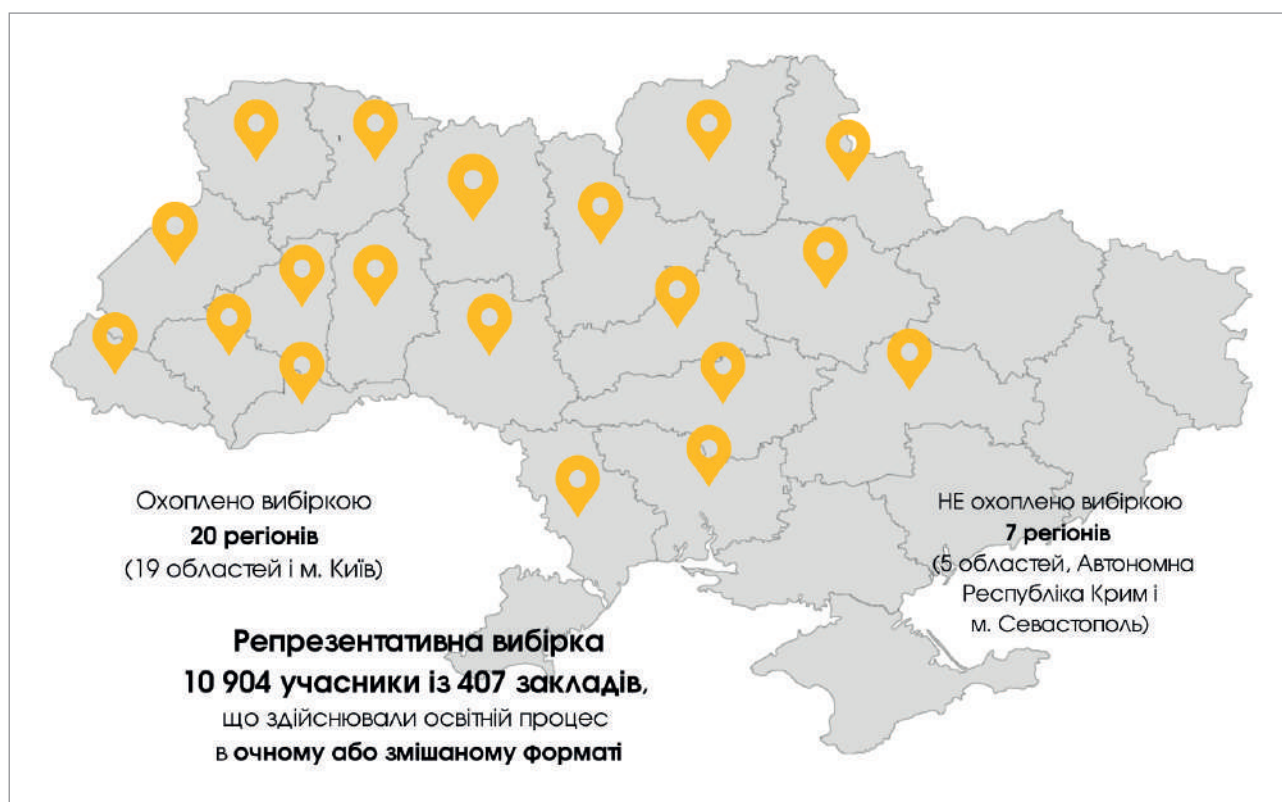 Охоплено вибіркою
20 регіонів
(19 областей і м. Київ)
НЕ охоплено вибіркою
7 регіонів
(5 областей, Автономна
Республіка Крим і
м. Севастополь)
Репрезентативна вибірка
10 904 учасники із 407 закладів,
що здійснювали освітній процес
в очному або змішаному форматі